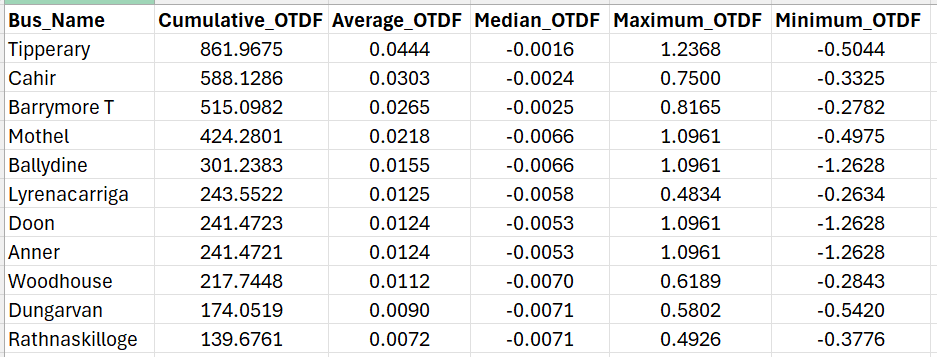 Bus_Name Cumulative_OTDF Average_OTDF Median_OTDF Maximum_OTDF Minimum_OTDF
Tipperary 861.9675 0.0444 -0.0016 1.2368 -0.5044
Cahir 588.1286 0.0303 -0.0024 0.7500 -0.3325
Barrymore T 515.0982 0.0265 -0.0025 0.8165 -0.2782
Mothel 424.2801 0.0218 -0.0066 1.0961 -0.4975
Ballydine 301.2383 0.0155 -0.0066 1.0961 -1.2628
Lyrenacarriga 243.5522 0.0125 -0.0058 0.4834 -0.2634
Doon 241.4723 0.0124 -0.0053 1.0961 -1.2628
Anner 241.4721 0.0124 -0.0053 1.0961 -1.2628
Woodhouse 217.7448 0.0112 -0.0070 0.6189 -0.2843
Dungarvan 174.0519 0.0090 -0.0071 0.5802 -0.5420
Rathnaskilloge 139.6761 0.0072 -0.0071 0.4926 -0.3776